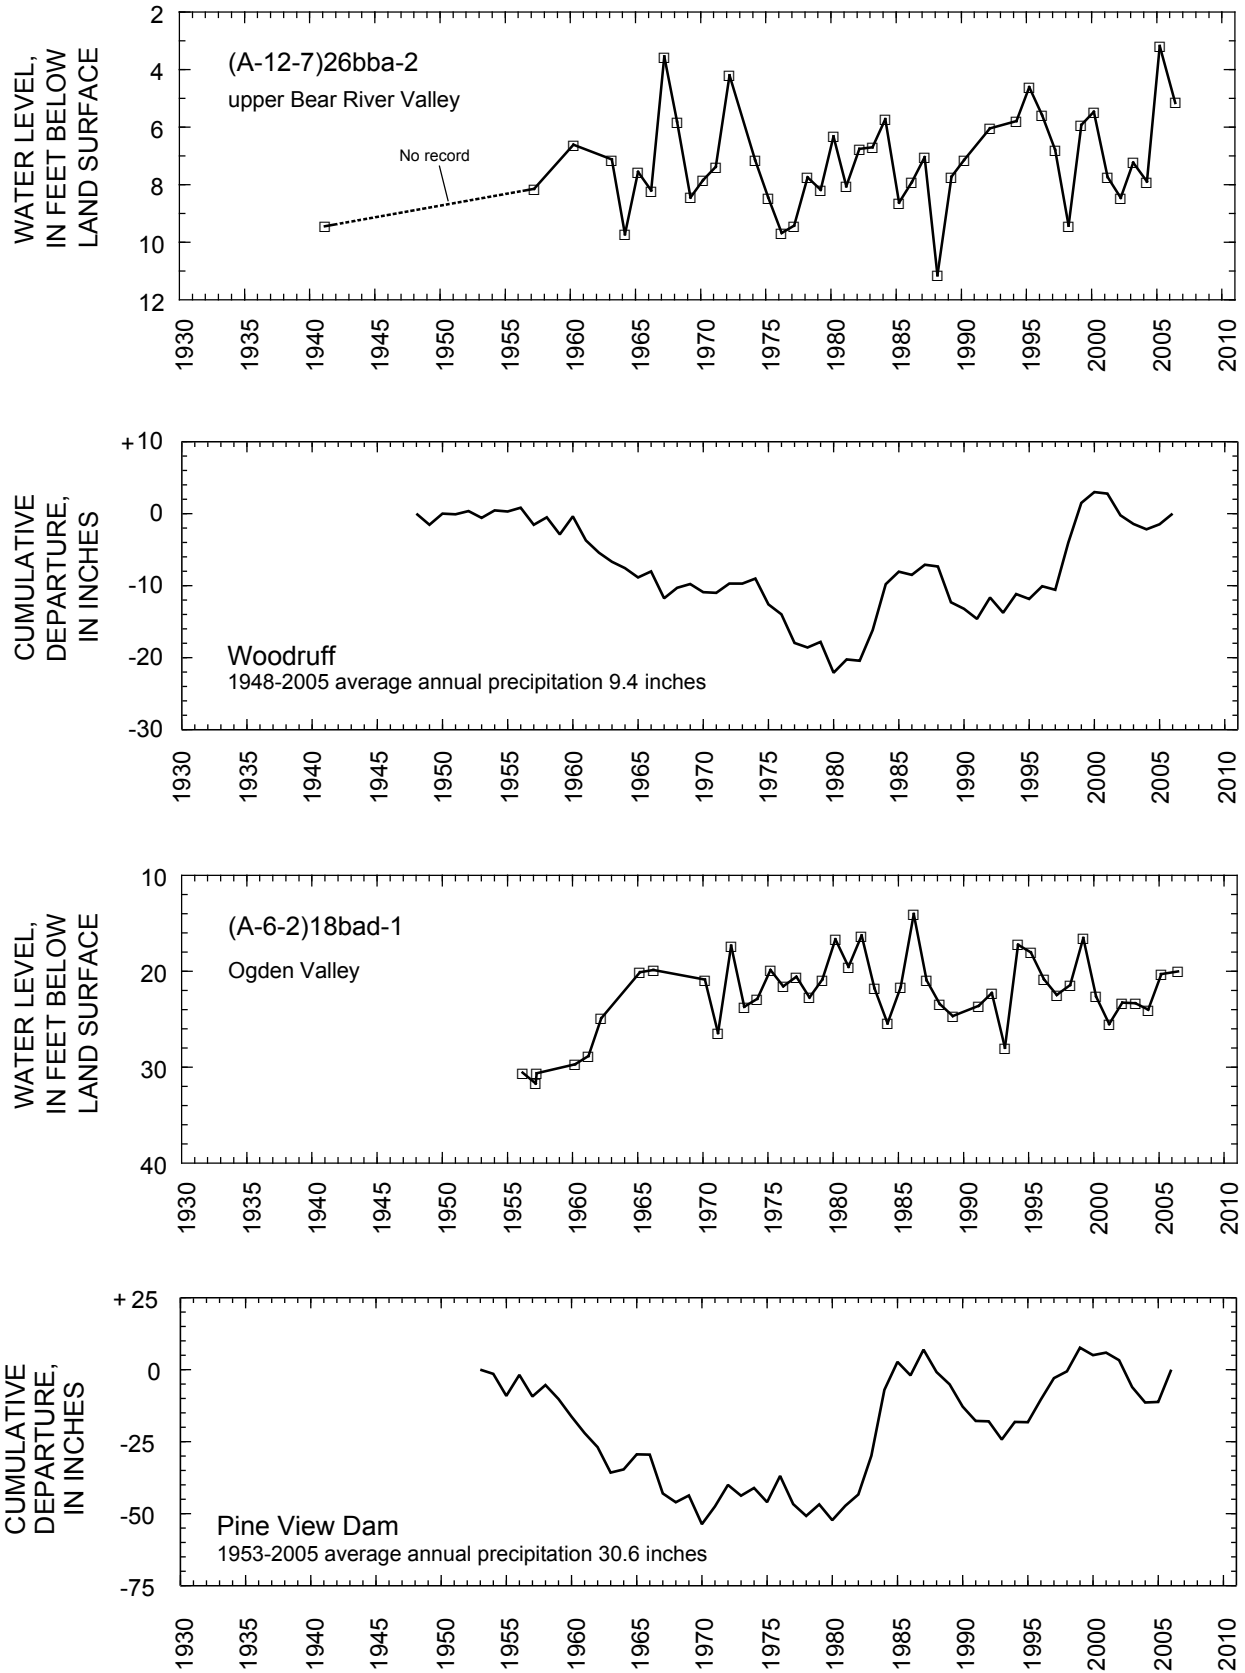 WATER LEVEL,
IN FEET BELOW
LAND SURFACE
2
4
6
8
10
12
(A-12-7)26bba-2
upper Bear River Valley
No record
1930 1935 1940 1945 1950 1955 1960 1965 1970 1975 1980 1985 1990 1995 2000 2005 2010
CUMULATIVE
DEPARTURE,
IN INCHES
+10
0
-10
-20
-30
Woodruff
1948-2005 average annual precipitation 9.4 inches
1930 1935 1940 1945 1950 1955 1960 1965 1970 1975 1980 1985 1990 1995 2000 2005 2010
WATER LEVEL,
IN FEET BELOW
LAND SURFACE
10
20
30
40
(A-6-2)18bad-1
Ogden Valley
1930 1935 1940 1945 1950 1955 1960 1965 1970 1975 1980 1985 1990 1995 2000 2005 2010
CUMULATIVE
DEPARTURE,
IN INCHES
+25
0
-25
-50
-75
Pine View Dam
1953-2005 average annual precipitation 30.6 inches
1930 1935 1940 1945 1950 1955 1960 1965 1970 1975 1980 1985 1990 1995 2000 2005 2010